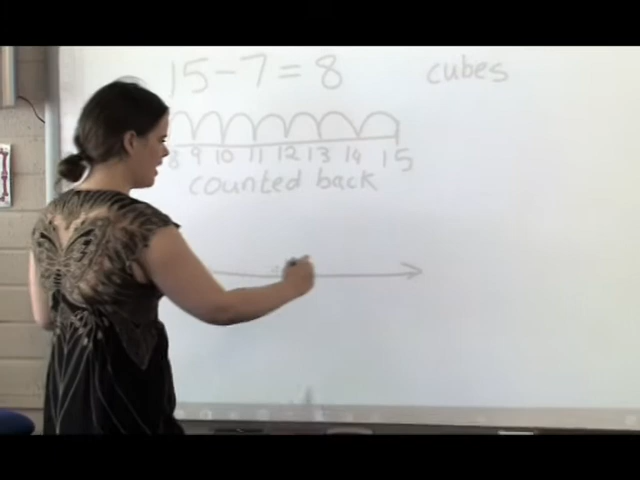 15 - 7 = 8
cubes
8 9 10 11 12 13 14 15
counted back